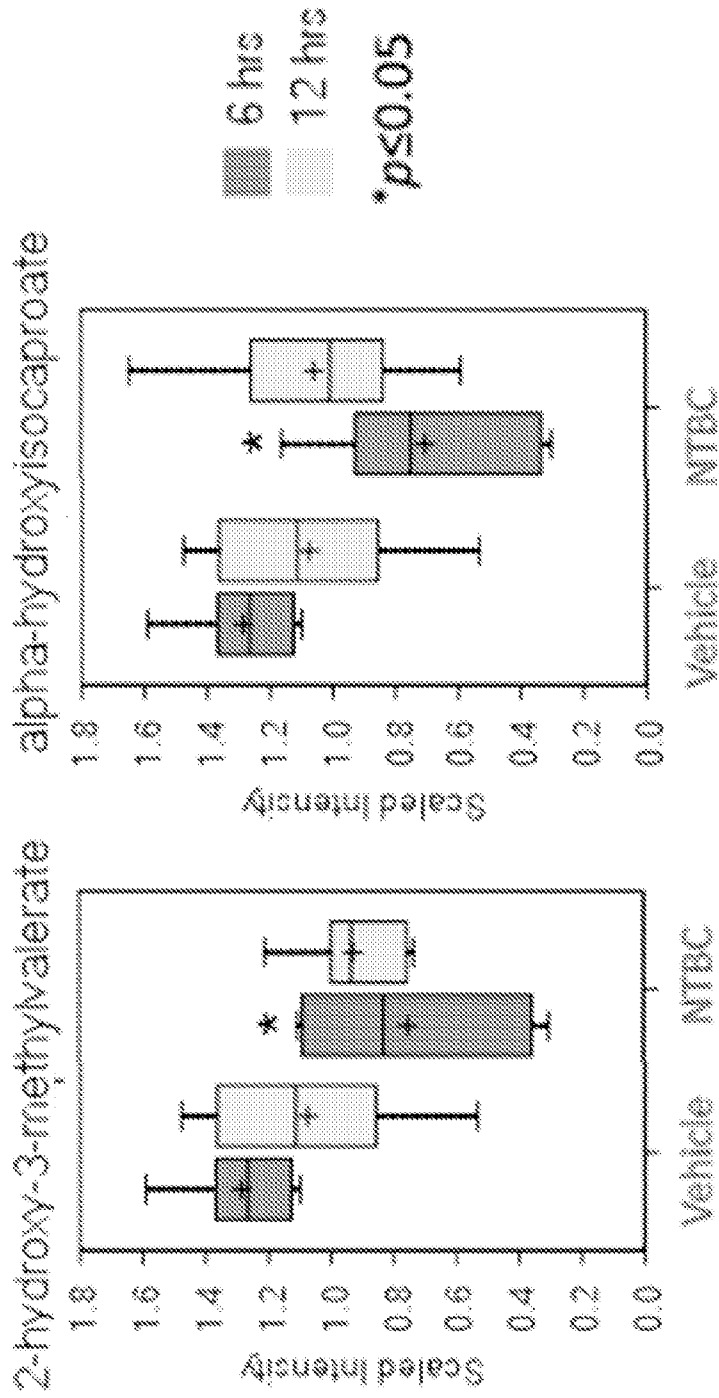 2-hydroxy-3-methylvalerate
Scaled Intensity
1.8
1.6
1.4
1.2
1.0
0.8
0.6
0.4
0.2
0.0
Vehicle NTBC
*
alpha-hydroxyisocaproate
Scaled Intensity
1.8
1.6
1.4
1.2
1.0
0.8
0.6
0.4
0.2
0.0
Vehicle NTBC
*
6 hrs
12 hrs
*p≤0.05